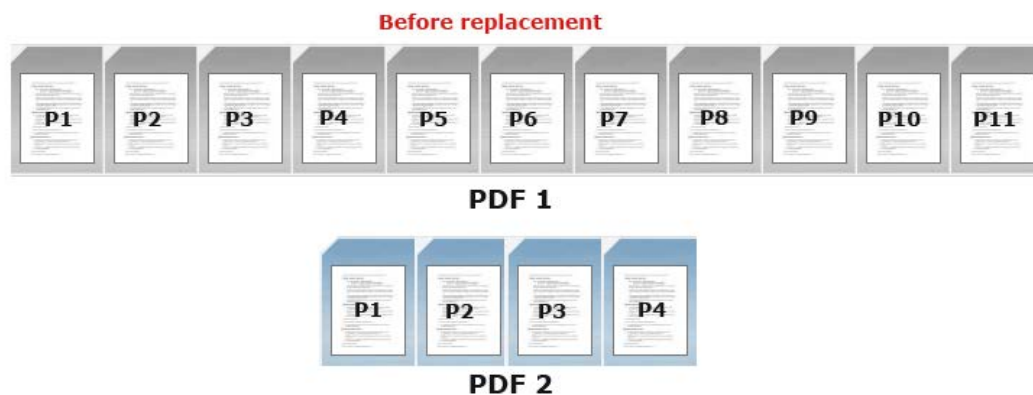 Before replacement
P1 P2 P3 P4 P5 P6 P7 P8 P9 P10 P11
PDF 1
P1 P2 P3 P4
PDF 2